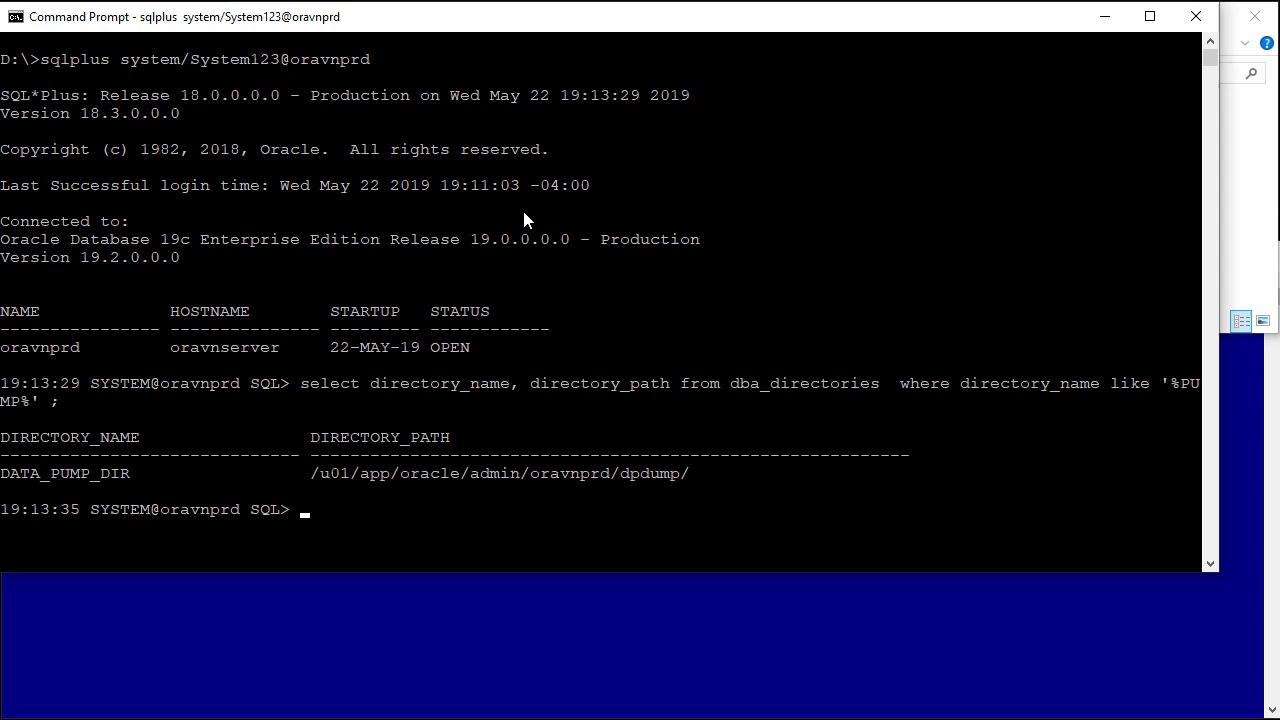 Command Prompt - sqlplus  system/System123@oravnprd
D:\>sqlplus system/System123@oravnprd
SQL*Plus: Release 18.0.0.0.0 - Production on Wed May 22 19:13:29 2019
Version 18.3.0.0.0
Copyright (c) 1982, 2018, Oracle.  All rights reserved.
Last Successful login time: Wed May 22 2019 19:11:03 -04:00
Connected to:
Oracle Database 19c Enterprise Edition Release 19.0.0.0.0 - Production
Version 19.2.0.0.0
NAME             HOSTNAME        STARTUP   STATUS
---------------- --------------- --------- ------------
oravnprd         oravnserver     22-MAY-19 OPEN
19:13:29 SYSTEM@oravnprd SQL> select directory_name, directory_path from dba_directories  where directory_name like '%PU
MP%' ;
DIRECTORY_NAME                 DIRECTORY_PATH
------------------------------ ------------------------------------------------------------
DATA_PUMP_DIR                  /u01/app/oracle/admin/oravnprd/dpdump/
19:13:35 SYSTEM@oravnprd SQL>